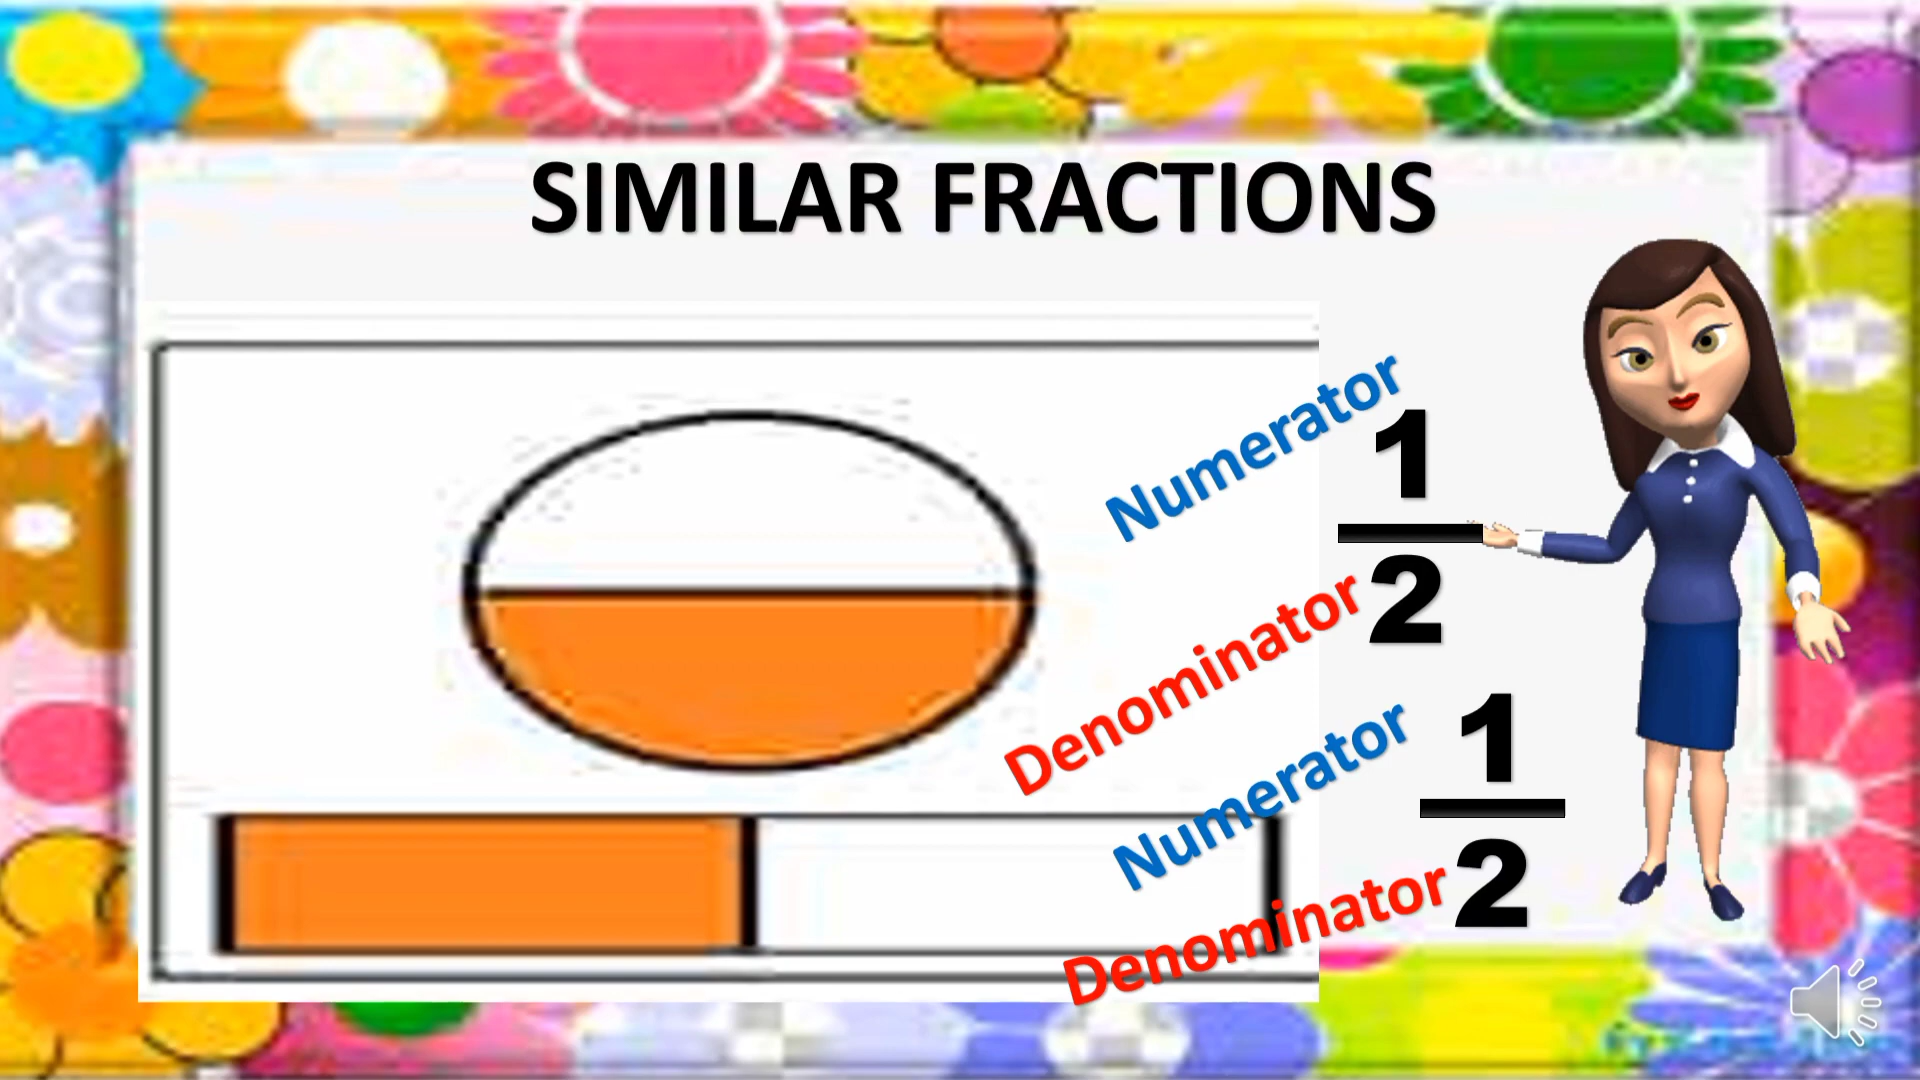 SIMILAR FRACTIONS
Numerator
1
2
Denominator
Numerator
1
2
Denominator